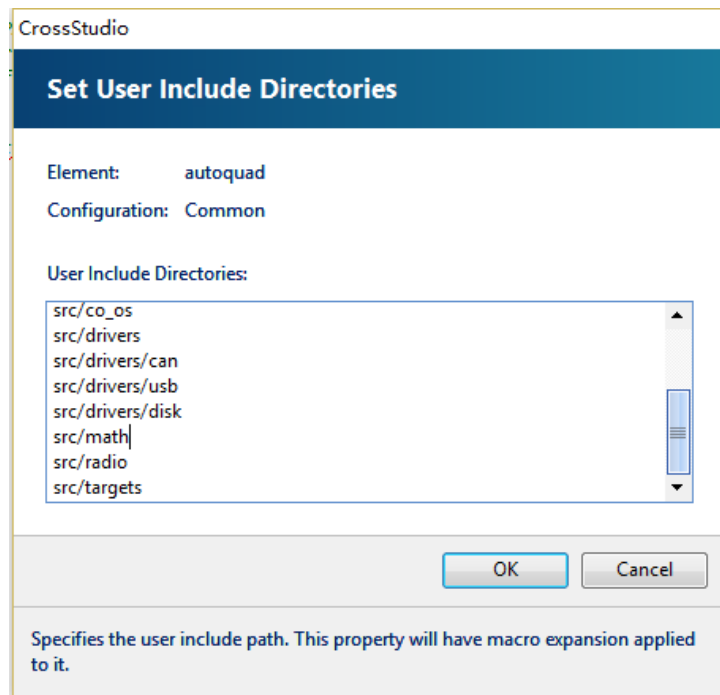 CrossStudio
Set User Include Directories
Element: autoquad
Configuration: Common
User Include Directories:
src/co_os
src/drivers
src/drivers/can
src/drivers/usb
src/drivers/disk
src/math
src/radio
src/targets
OK Cancel
Specifies the user include path. This property will have macro expansion applied
to it.